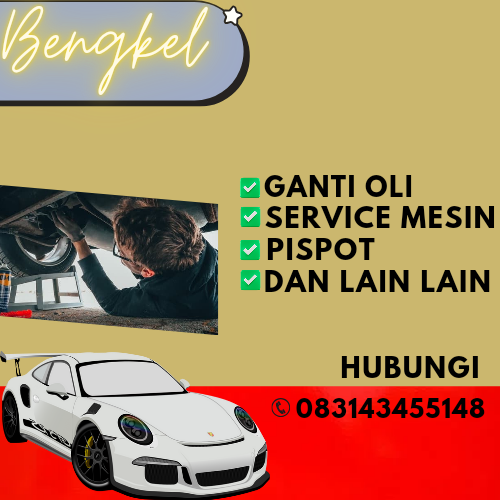 Bengkel
GANTI OLI
SERVICE MESIN
PISPOT
DAN LAIN LAIN
HUBUNGI
083143455148